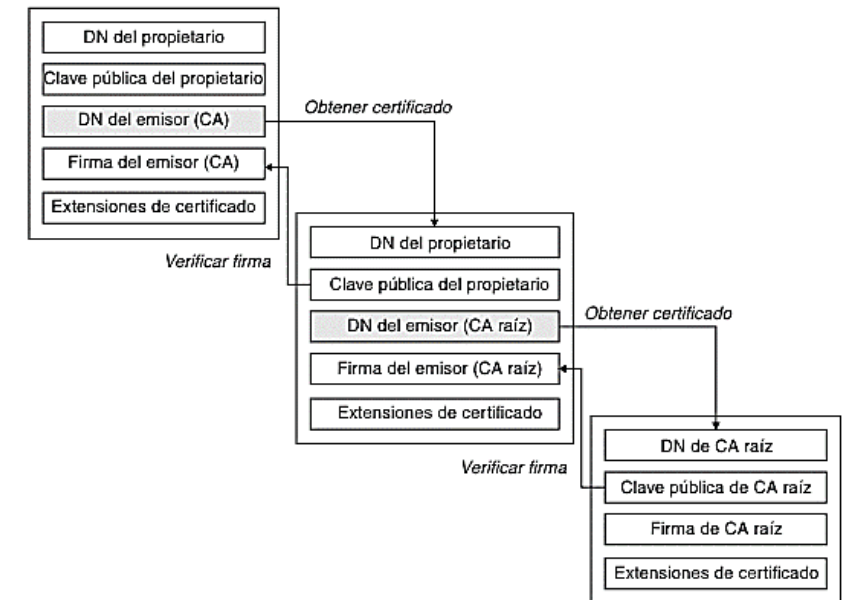 DN del propietario
Clave pública del propietario
DN del emisor (CA)
Obtener certificado
Firma del emisor (CA)
Extensiones de certificado
Verificar firma
DN del propietario
Clave pública del propietario
DN del emisor (CA raíz)
Obtener certificado
Firma del emisor (CA raíz)
Extensiones de certificado
Verificar firma
DN de CA raíz
Clave pública de CA raíz
Firma de CA raíz
Extensiones de certificado